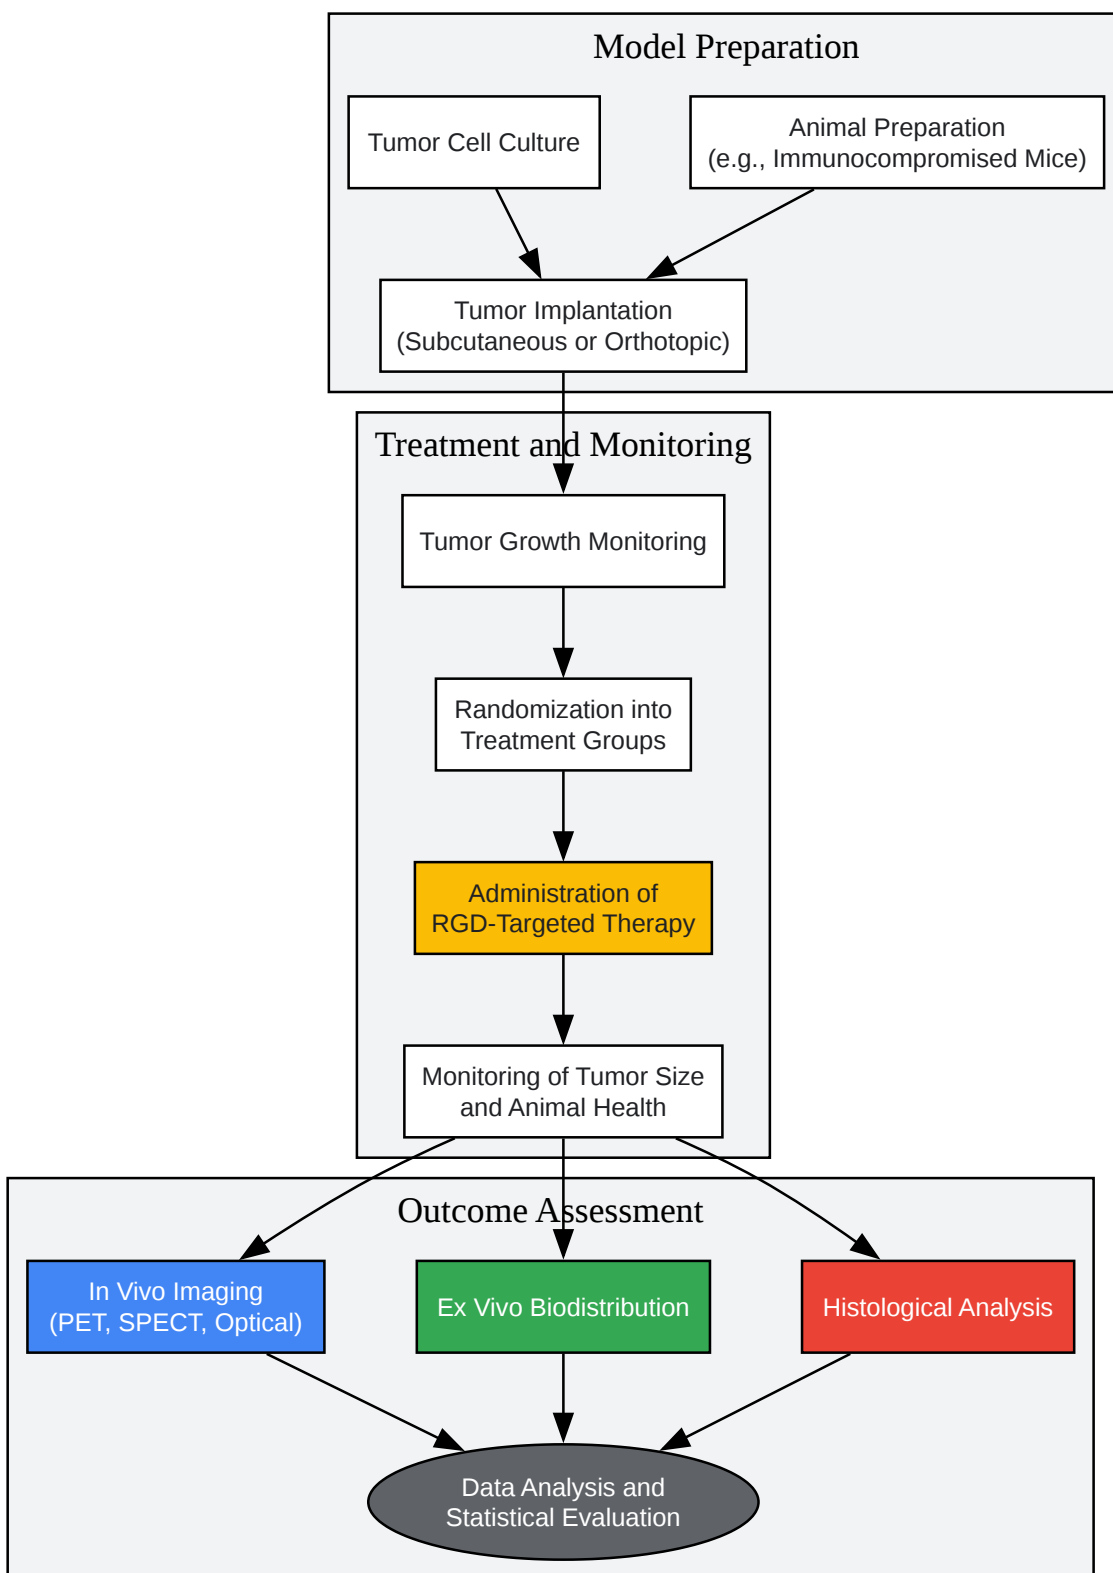 Model Preparation
Tumor Cell Culture
Animal Preparation
(e.g., Immunocompromised Mice)
Tumor Implantation
(Subcutaneous or Orthotopic)
Treatment and Monitoring
Tumor Growth Monitoring
Randomization into
Treatment Groups
Administration of
RGD-Targeted Therapy
Monitoring of Tumor Size
and Animal Health
Outcome Assessment
In Vivo Imaging
(PET, SPECT, Optical)
Ex Vivo Biodistribution
Histological Analysis
Data Analysis and
Statistical Evaluation